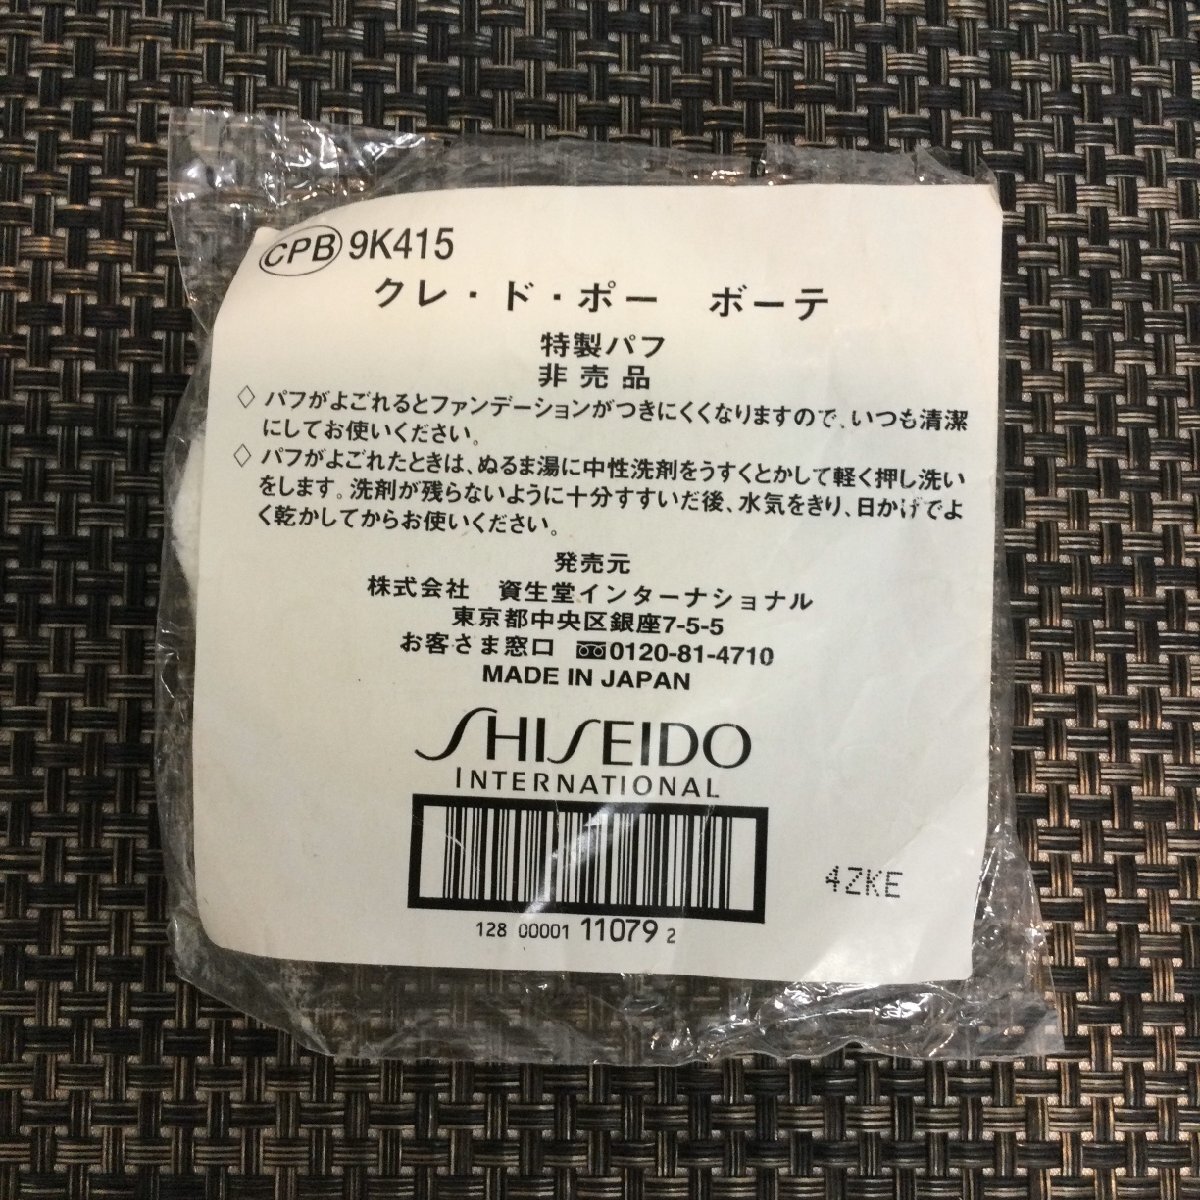 CPB 9K415
クレ・ド・ポー ボーテ
特製パフ
非売品
◇ パフがよごれるとファンデーションがつきにくくなりますので、いつも清潔
にしてお使いください。
◇ パフがよごれたときは、ぬるま湯に中性洗剤をうすくとかして軽く押し洗い
をします。洗剤が残らないように十分すすいだ後、水気をきり、日かげでよ
く乾かしてからお使いください。
発売元
株式会社 資生堂インターナショナル
東京都中央区銀座7-5-5
お客さま窓口 0120-81-4710
MADE IN JAPAN
SHISEIDO
INTERNATIONAL
4ZKE
128 00001 11079 2